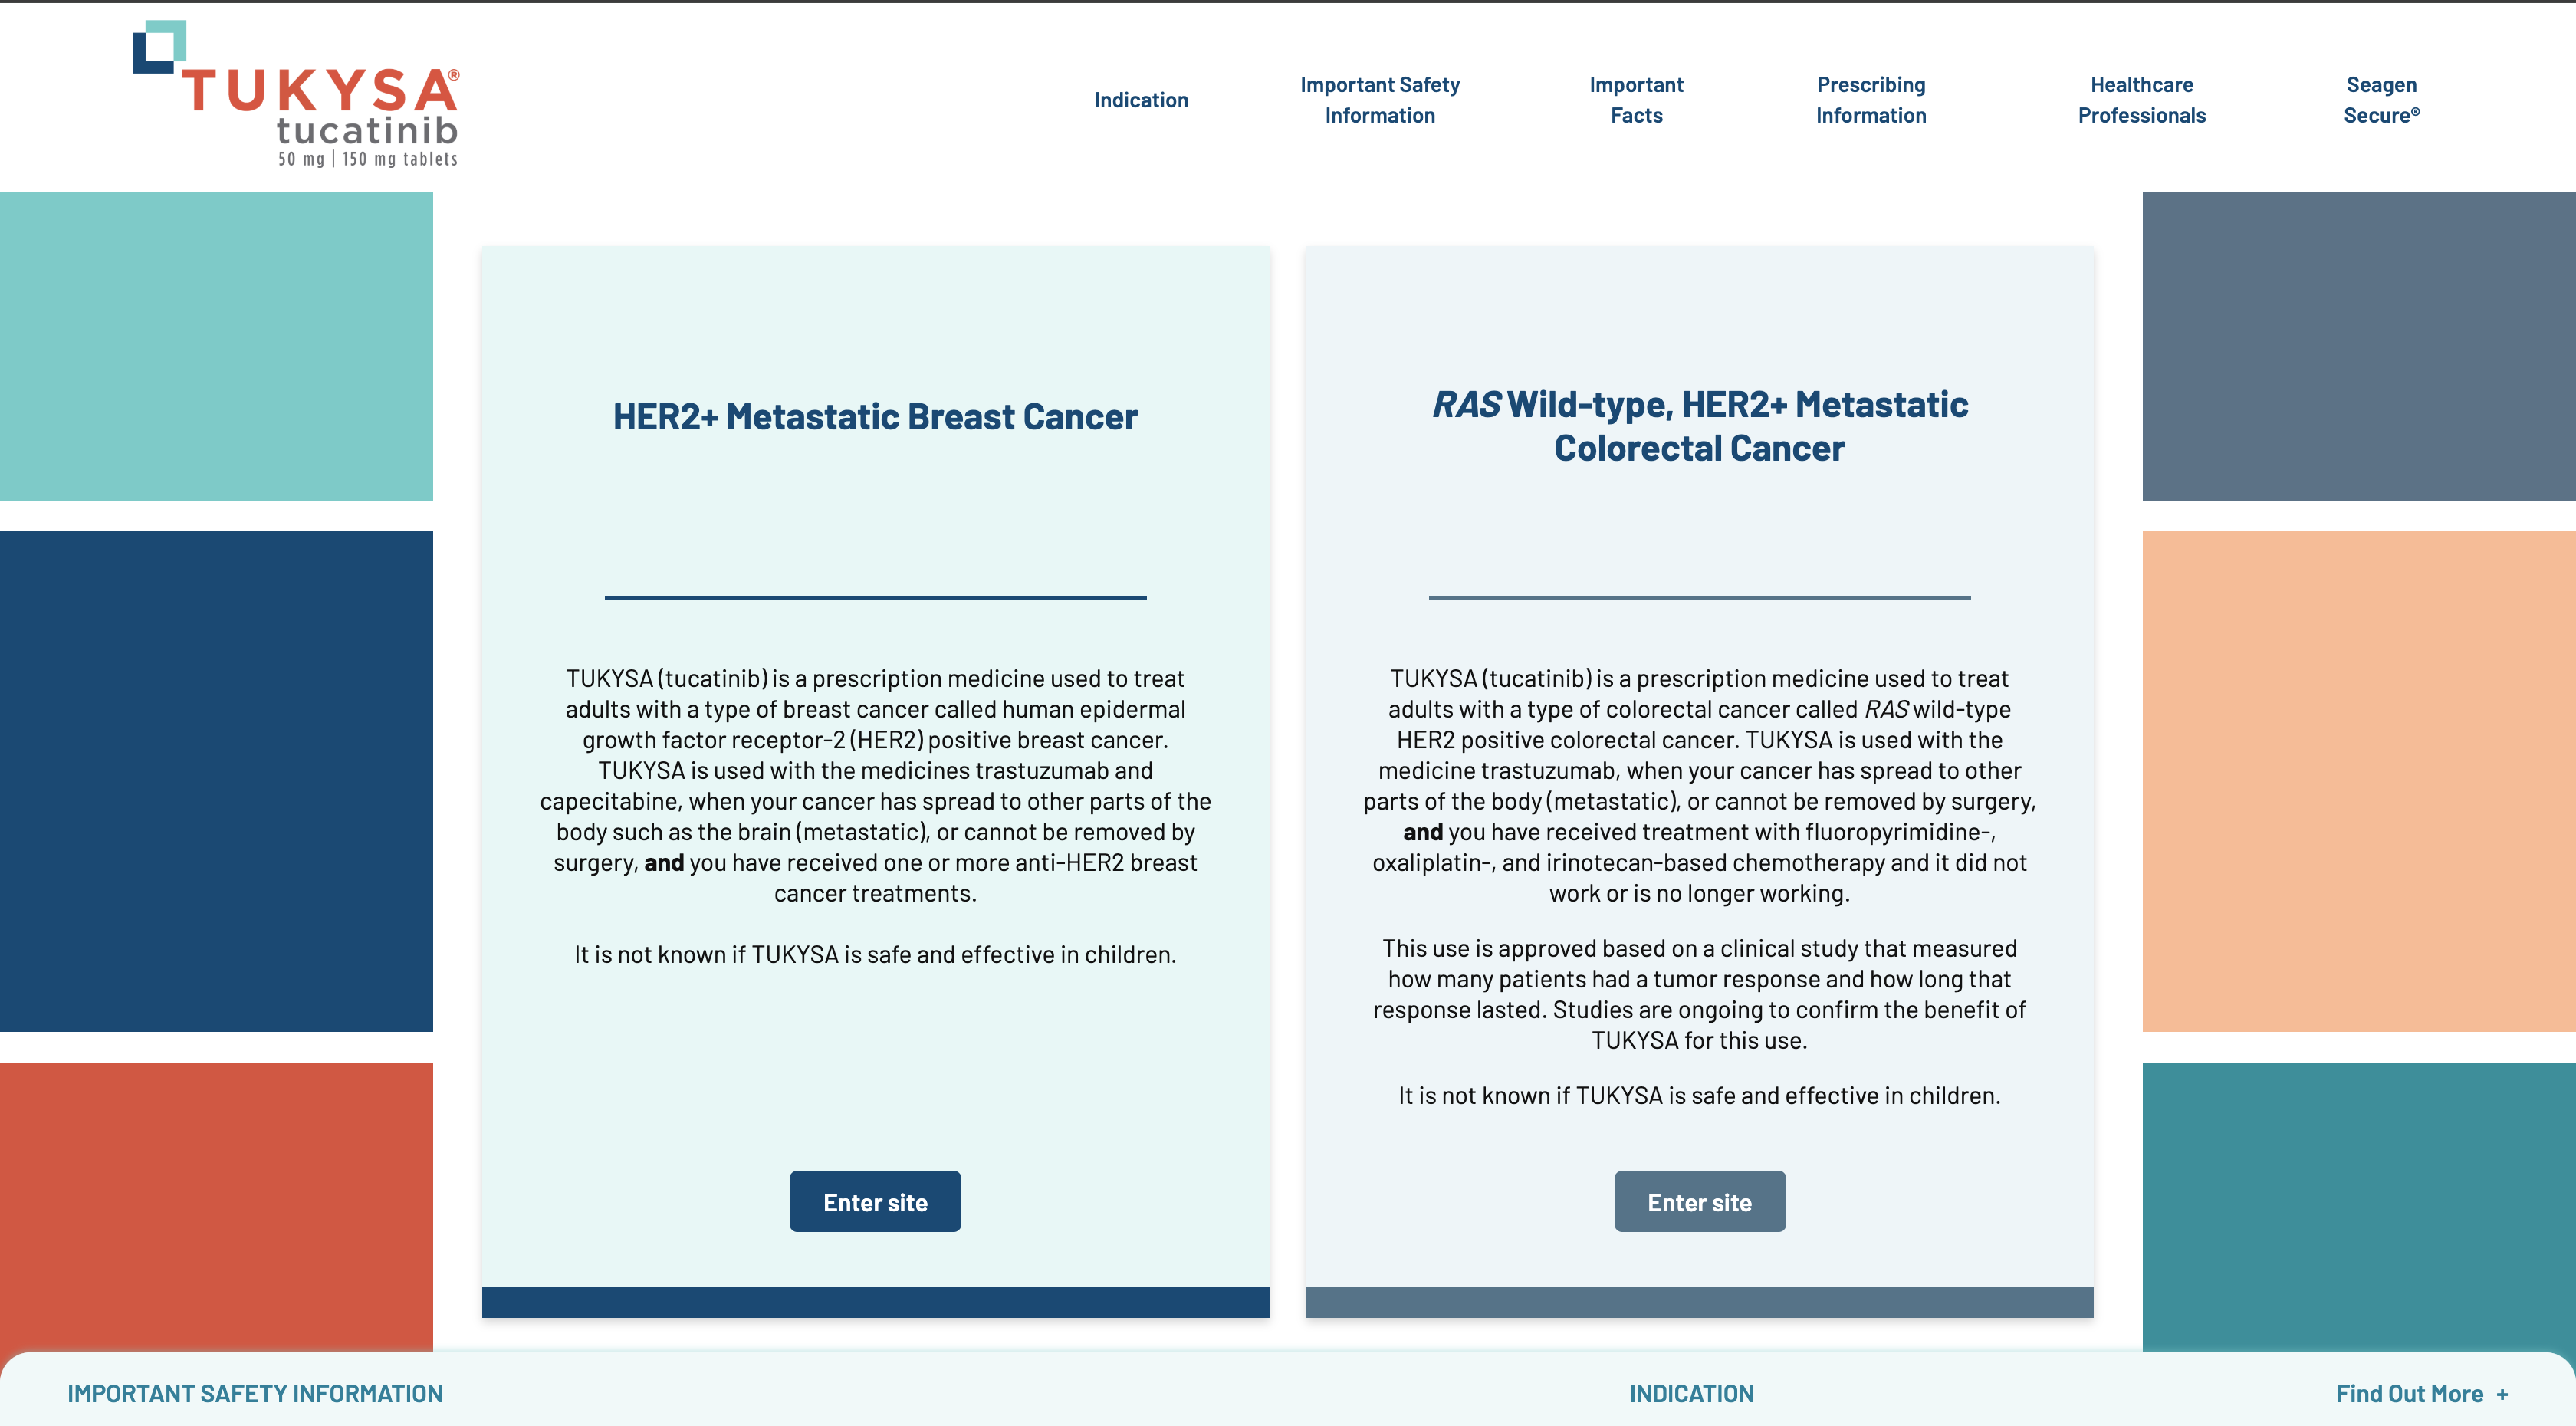 TUKYSA®
tucatinib
50 mg | 150 mg tablets
Indication
Important Safety
Information
Important
Facts
Prescribing
Information
Healthcare
Professionals
Seagen
Secure®
HER2+ Metastatic Breast Cancer
TUKYSA (tucatinib) is a prescription medicine used to treat
adults with a type of breast cancer called human epidermal
growth factor receptor-2 (HER2) positive breast cancer.
TUKYSA is used with the medicines trastuzumab and
capecitabine, when your cancer has spread to other parts of the
body such as the brain (metastatic), or cannot be removed by
surgery, and you have received one or more anti-HER2 breast
cancer treatments.
It is not known if TUKYSA is safe and effective in children.
Enter site
RAS Wild-type, HER2+ Metastatic
Colorectal Cancer
TUKYSA (tucatinib) is a prescription medicine used to treat
adults with a type of colorectal cancer called RAS wild-type
HER2 positive colorectal cancer. TUKYSA is used with the
medicine trastuzumab, when your cancer has spread to other
parts of the body (metastatic), or cannot be removed by surgery,
and you have received treatment with fluoropyrimidine-,
oxaliplatin-, and irinotecan-based chemotherapy and it did not
work or is no longer working.
This use is approved based on a clinical study that measured
how many patients had a tumor response and how long that
response lasted. Studies are ongoing to confirm the benefit of
TUKYSA for this use.
It is not known if TUKYSA is safe and effective in children.
Enter site
IMPORTANT SAFETY INFORMATION
INDICATION
Find Out More +